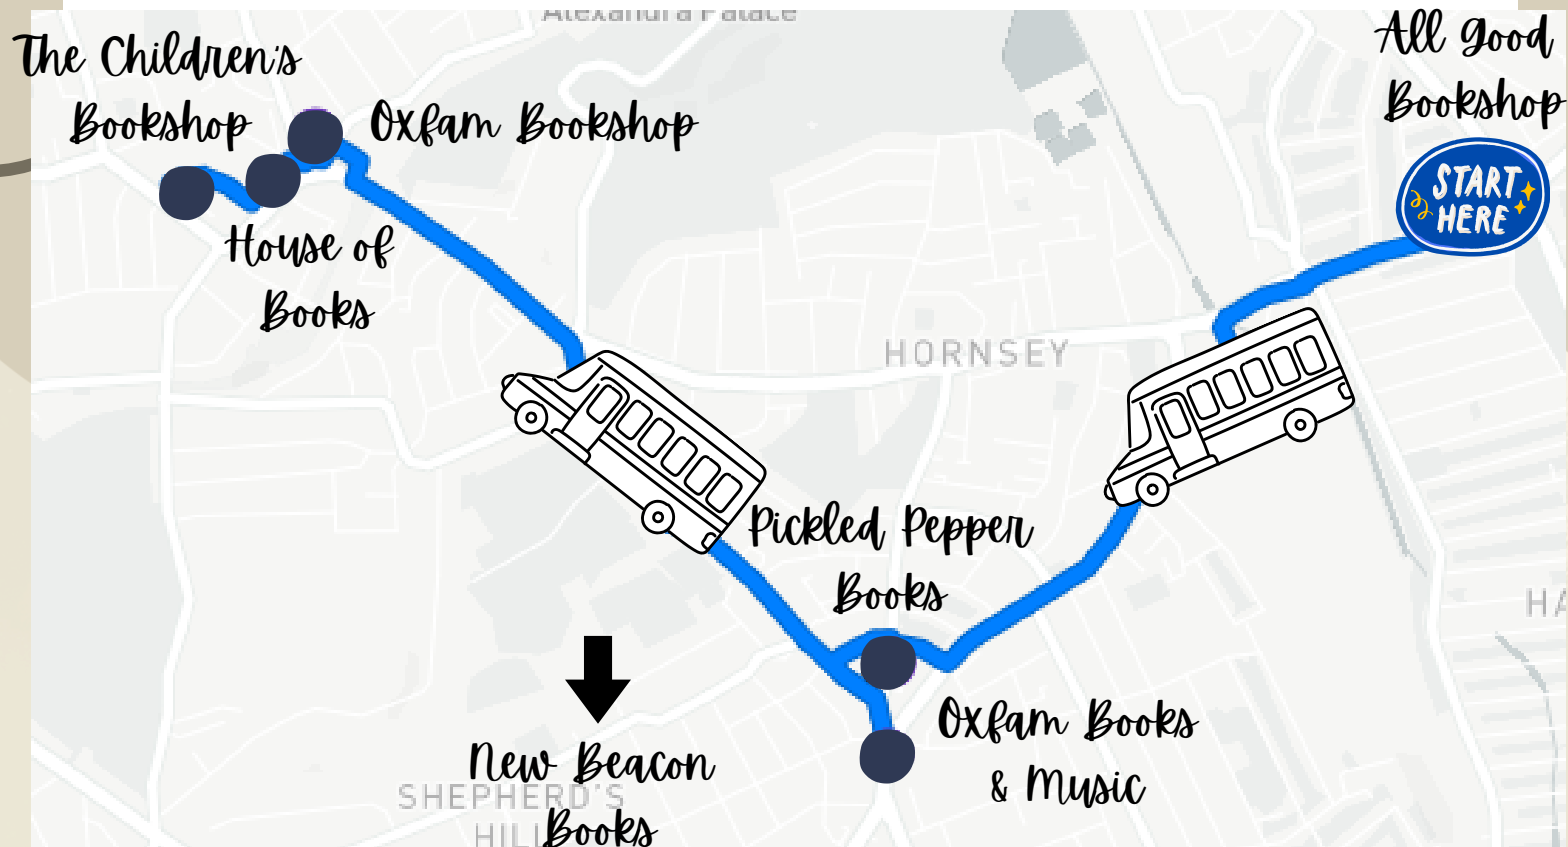 Alexandra Palace
The Children's
Bookshop
Oxfam Bookshop
All Good
Bookshop
START
HERE
House of
Books
HORNSEY
Pickled Pepper
Books
HA
Oxfam Books
& Music
New Beacon
Books
SHEPHERD'S
HILL